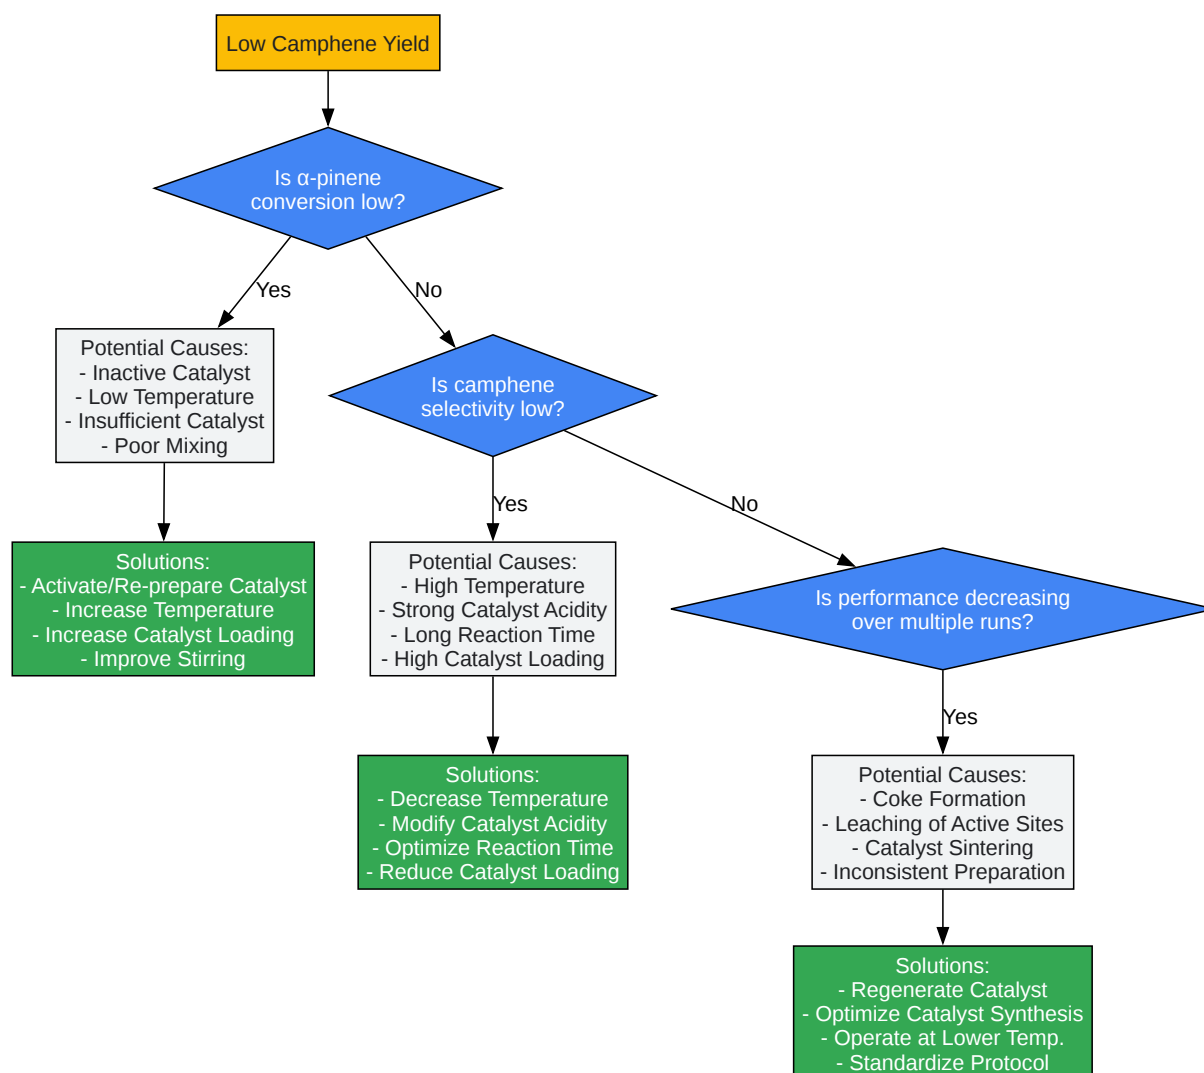 Low Camphene Yield
Is α-pinene
conversion low?
Yes
No
Potential Causes:
- Inactive Catalyst
- Low Temperature
- Insufficient Catalyst
- Poor Mixing
Is camphene
selectivity low?
Yes
No
Solutions:
- Activate/Re-prepare Catalyst
- Increase Temperature
- Increase Catalyst Loading
- Improve Stirring
Potential Causes:
- High Temperature
- Strong Catalyst Acidity
- Long Reaction Time
- High Catalyst Loading
Is performance decreasing
over multiple runs?
Yes
Solutions:
- Decrease Temperature
- Modify Catalyst Acidity
- Optimize Reaction Time
- Reduce Catalyst Loading
Potential Causes:
- Coke Formation
- Leaching of Active Sites
- Catalyst Sintering
- Inconsistent Preparation
Solutions:
- Regenerate Catalyst
- Optimize Catalyst Synthesis
- Operate at Lower Temp.
- Standardize Protocol